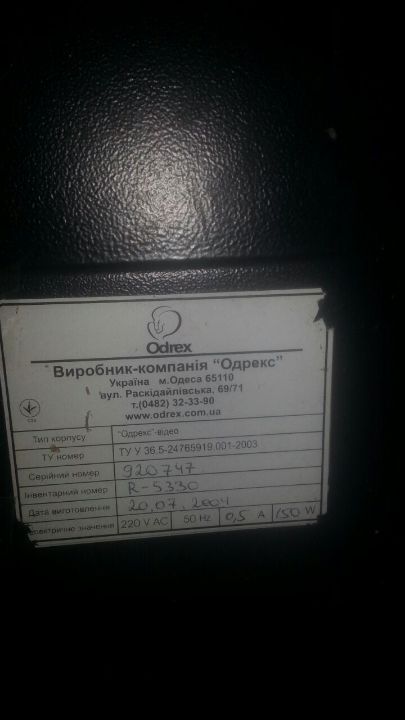 Odrex
Виробник-компанія "Одрекс"
Україна м.Одеса 65110
вул. Раскідайлівська, 69/71
т.(0482) 32-33-90
www.odrex.com.ua
Тип корпусу "Одрекс"-відео
ТУ номер ТУ У 36.5-24765919.001-2003
Серійний номер 920747
Інвентарний номер R-5330
Дата виготовлення 20.07.2004
Електричне значення 220 V AC 50 Hz 0,5 A 150 W